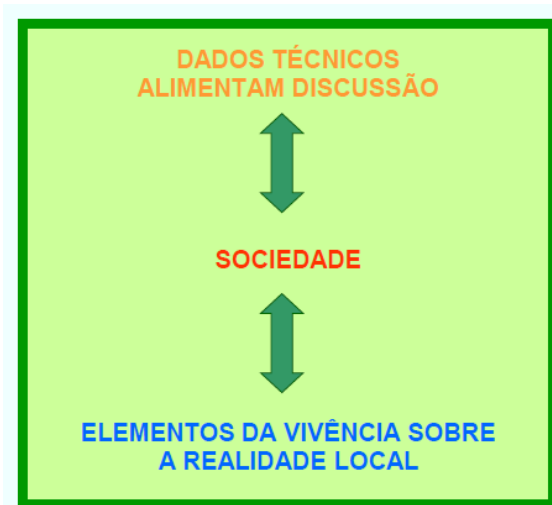 DADOS TÉCNICOS
ALIMENTAM DISCUSSÃO
SOCIEDADE
ELEMENTOS DA VIVÊNCIA SOBRE
A REALIDADE LOCAL